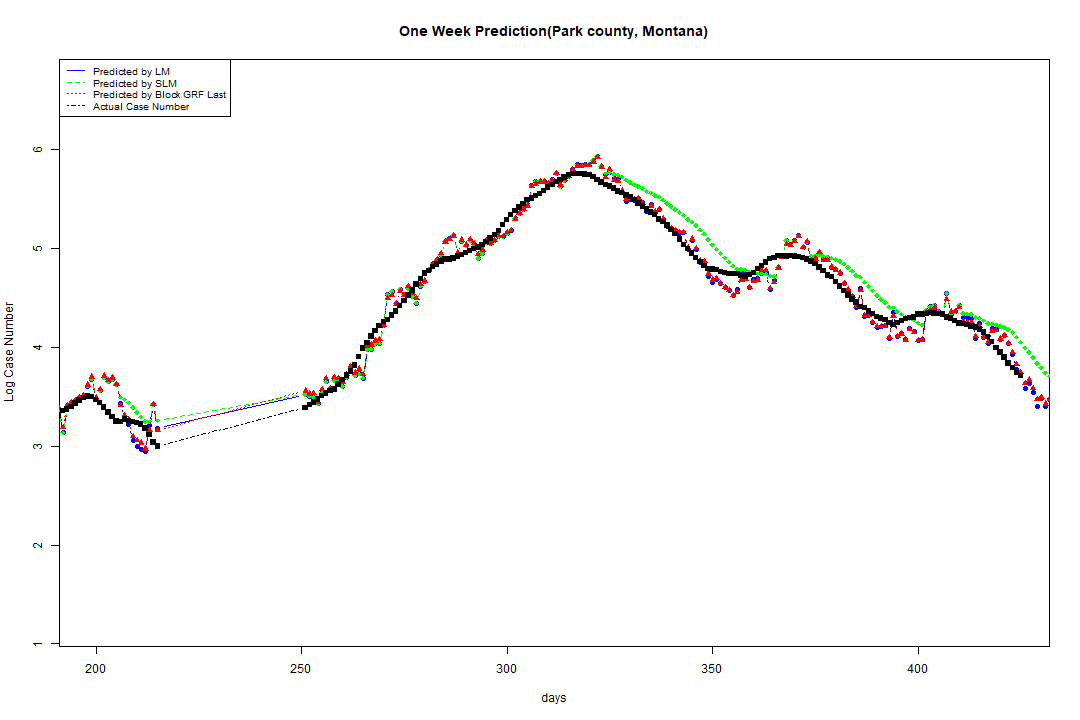 One Week Prediction(Park county, Montana)
Predicted by LM
Predicted by SLM
Predicted by Block GRF Last
Actual Case Number
6
5
4
3
2
1
Log Case Number
200 250 300 350 400
days